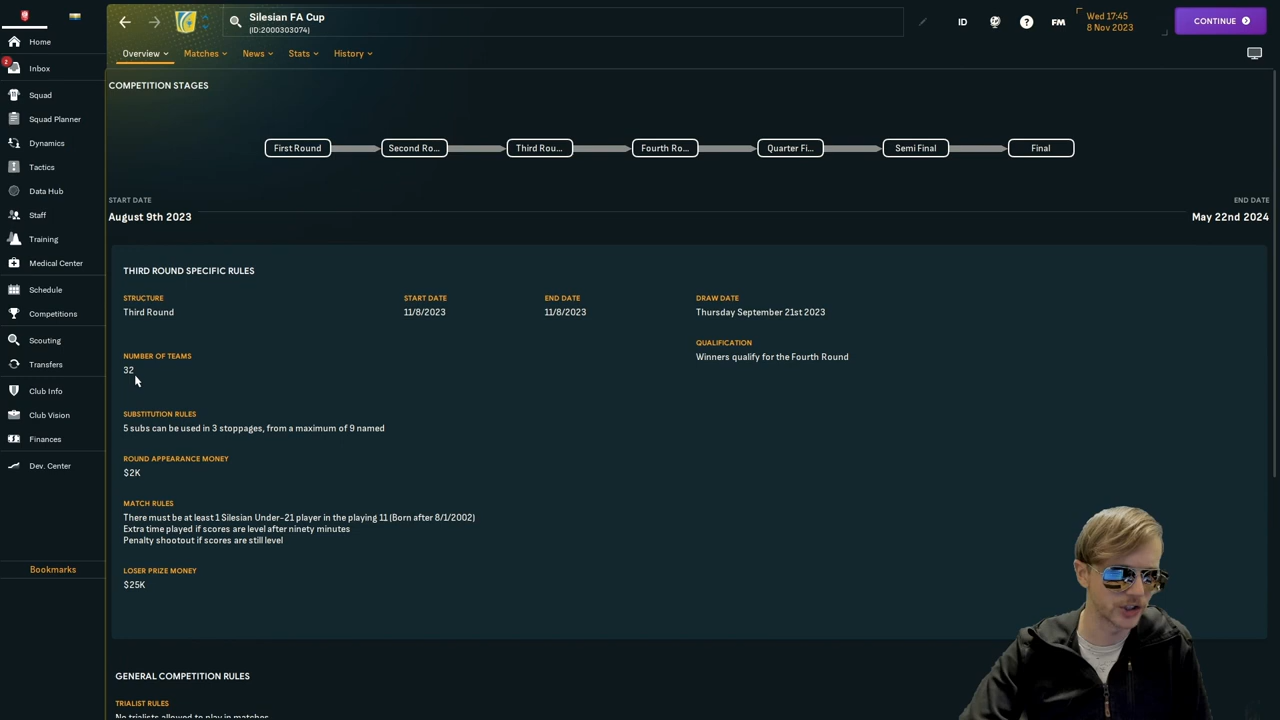 Silesian FA Cup
(ID:2000303074)
ID
?
FM
Wed 17:45
8 Nov 2023
CONTINUE
Home
2
Inbox
Squad
Squad Planner
Dynamics
Tactics
Data Hub
Staff
Training
Medical Center
Schedule
Competitions
Scouting
Transfers
Club Info
Club Vision
Finances
Dev. Center
Bookmarks
Overview
Matches
News
Stats
History
COMPETITION STAGES
First Round
Second Ro...
Third Rou...
Fourth Ro...
Quarter Fi...
Semi Final
Final
START DATE
August 9th 2023
END DATE
May 22nd 2024
THIRD ROUND SPECIFIC RULES
STRUCTURE
Third Round
START DATE
11/8/2023
END DATE
11/8/2023
DRAW DATE
Thursday September 21st 2023
QUALIFICATION
Winners qualify for the Fourth Round
NUMBER OF TEAMS
32
SUBSTITUTION RULES
5 subs can be used in 3 stoppages, from a maximum of 9 named
ROUND APPEARANCE MONEY
$2K
MATCH RULES
There must be at least 1 Silesian Under-21 player in the playing 11 (Born after 8/1/2002)
Extra time played if scores are level after ninety minutes
Penalty shootout if scores are still level
LOSER PRIZE MONEY
$25K
GENERAL COMPETITION RULES
TRIALIST RULES
No trialists allowed to play in matches